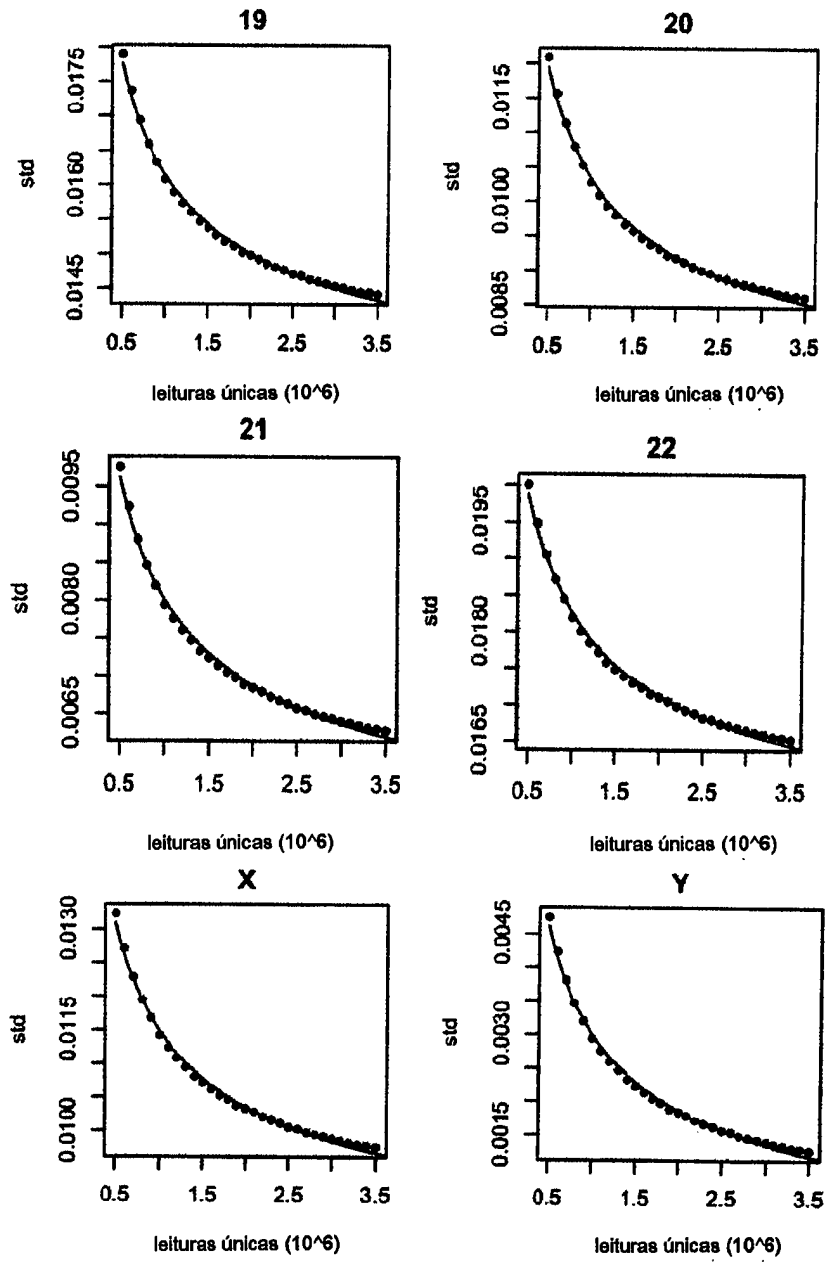 19
0.0175
0.0160
0.0145
std
0.5 1.5 2.5 3.5
leituras únicas (10^6)
20
0.0115
0.0100
0.0085
std
0.5 1.5 2.5 3.5
leituras únicas (10^6)
21
0.0095
0.0080
0.0065
std
0.5 1.5 2.5 3.5
leituras únicas (10^6)
22
0.0195
0.0180
0.0165
std
0.5 1.5 2.5 3.5
leituras únicas (10^6)
X
0.0130
0.0115
0.0100
std
0.5 1.5 2.5 3.5
leituras únicas (10^6)
Y
0.0045
0.0030
0.0015
std
0.5 1.5 2.5 3.5
leituras únicas (10^6)